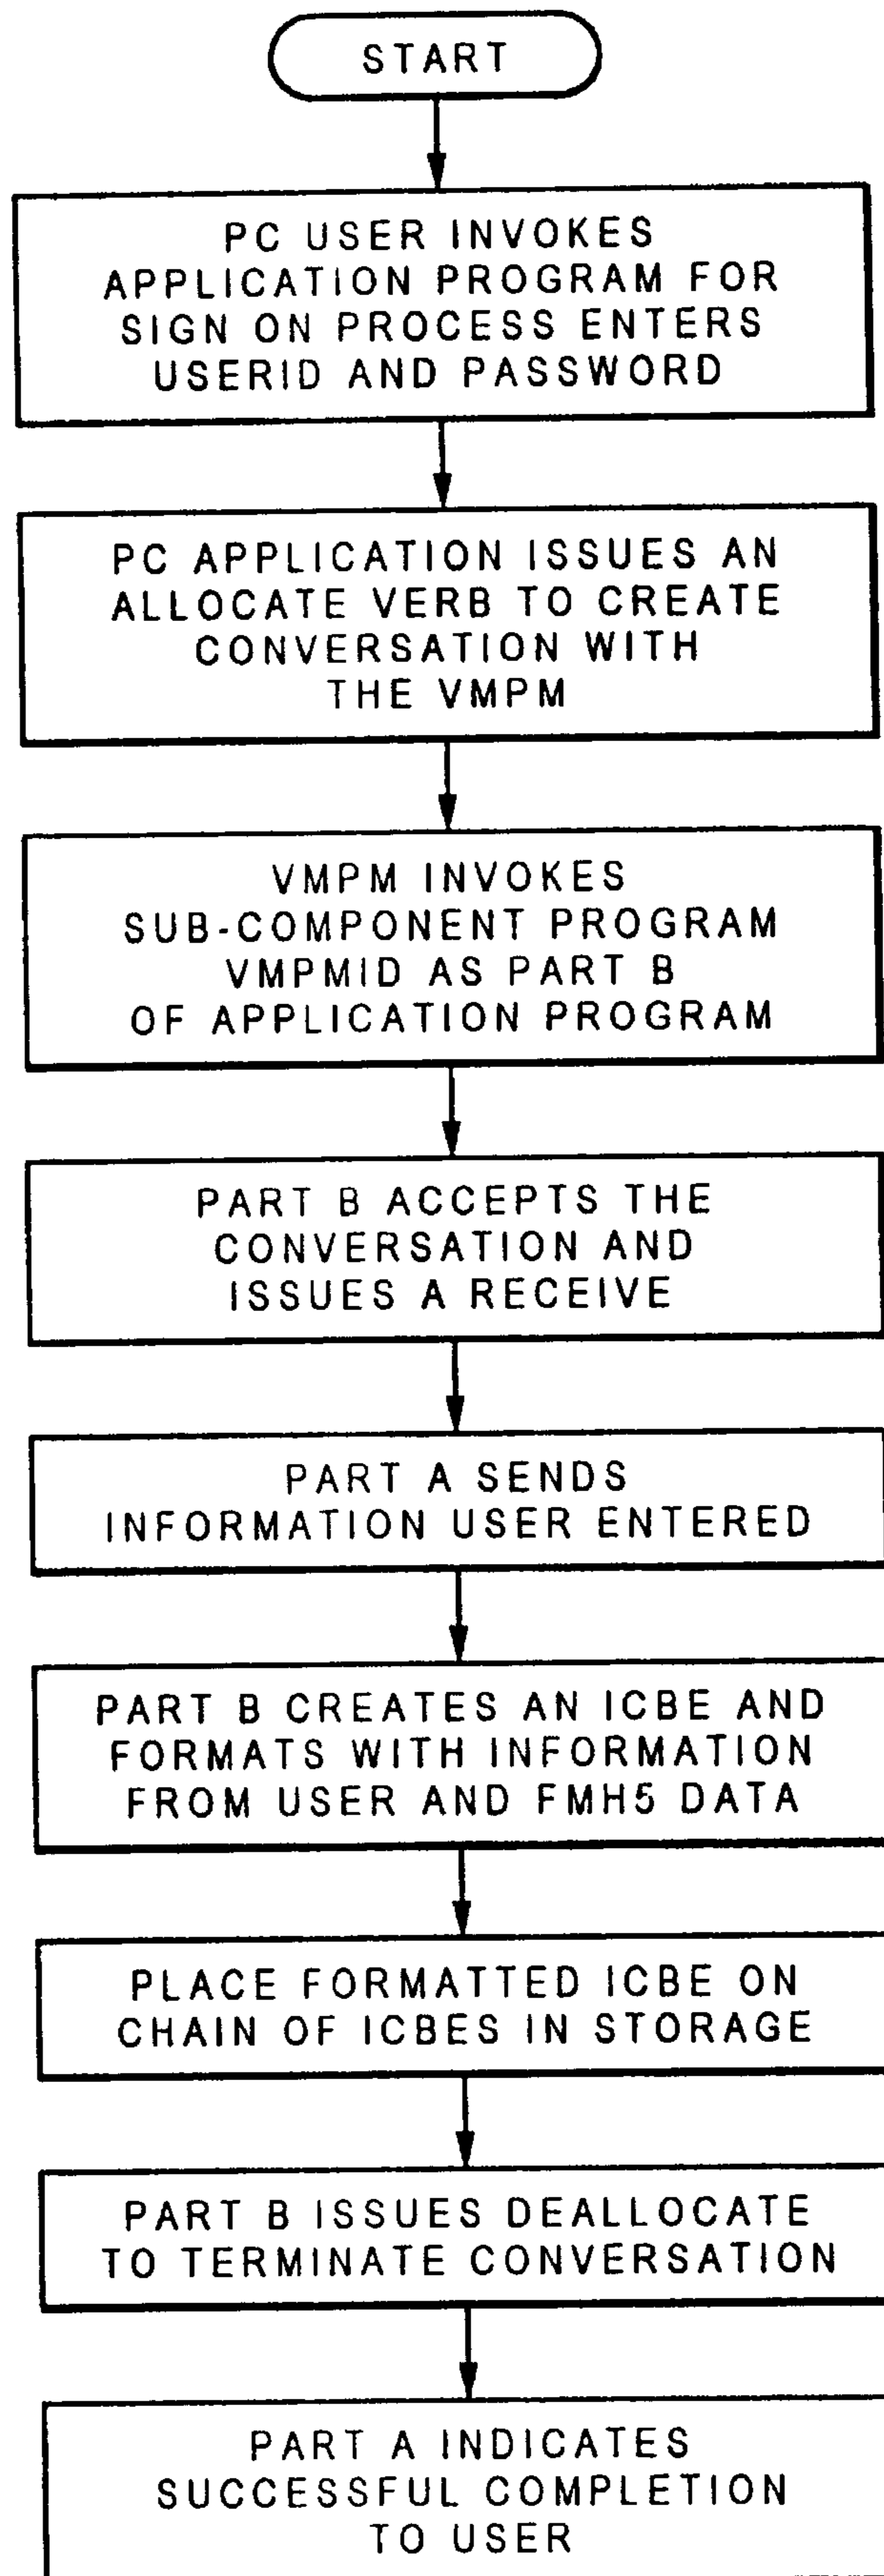 START
PC USER INVOKES
APPLICATION PROGRAM FOR
SIGN ON PROCESS ENTERS
USERID AND PASSWORD
PC APPLICATION ISSUES AN
ALLOCATE VERB TO CREATE
CONVERSATION WITH
THE VMPM
VMPM INVOKES
SUB-COMPONENT PROGRAM
VMPMID AS PART B
OF APPLICATION PROGRAM
PART B ACCEPTS THE
CONVERSATION AND
ISSUES A RECEIVE
PART A SENDS
INFORMATION USER ENTERED
PART B CREATES AN ICBE AND
FORMATS WITH INFORMATION
FROM USER AND FMH5 DATA
PLACE FORMATTED ICBE ON
CHAIN OF ICBES IN STORAGE
PART B ISSUES DEALLOCATE
TO TERMINATE CONVERSATION
PART A INDICATES
SUCCESSFUL COMPLETION
TO USER